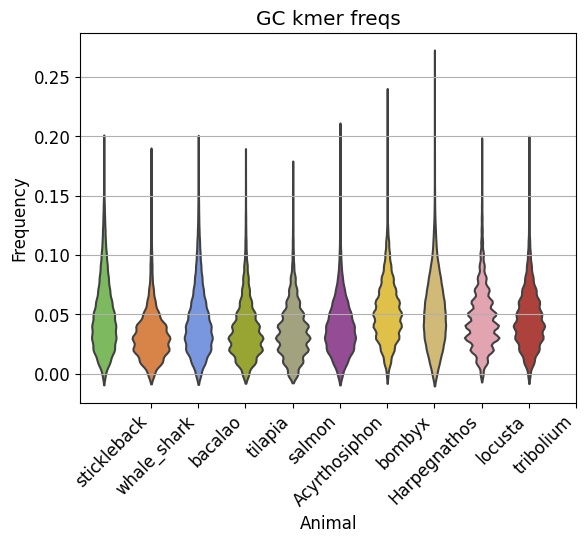 GC kmer freqs
Frequency
0.25
0.20
0.15
0.10
0.05
0.00
stickleback
whale_shark
bacalao
tilapia
salmon
Acyrthosiphon
bombyx
Harpegnathos
locusta
tribolium
Animal